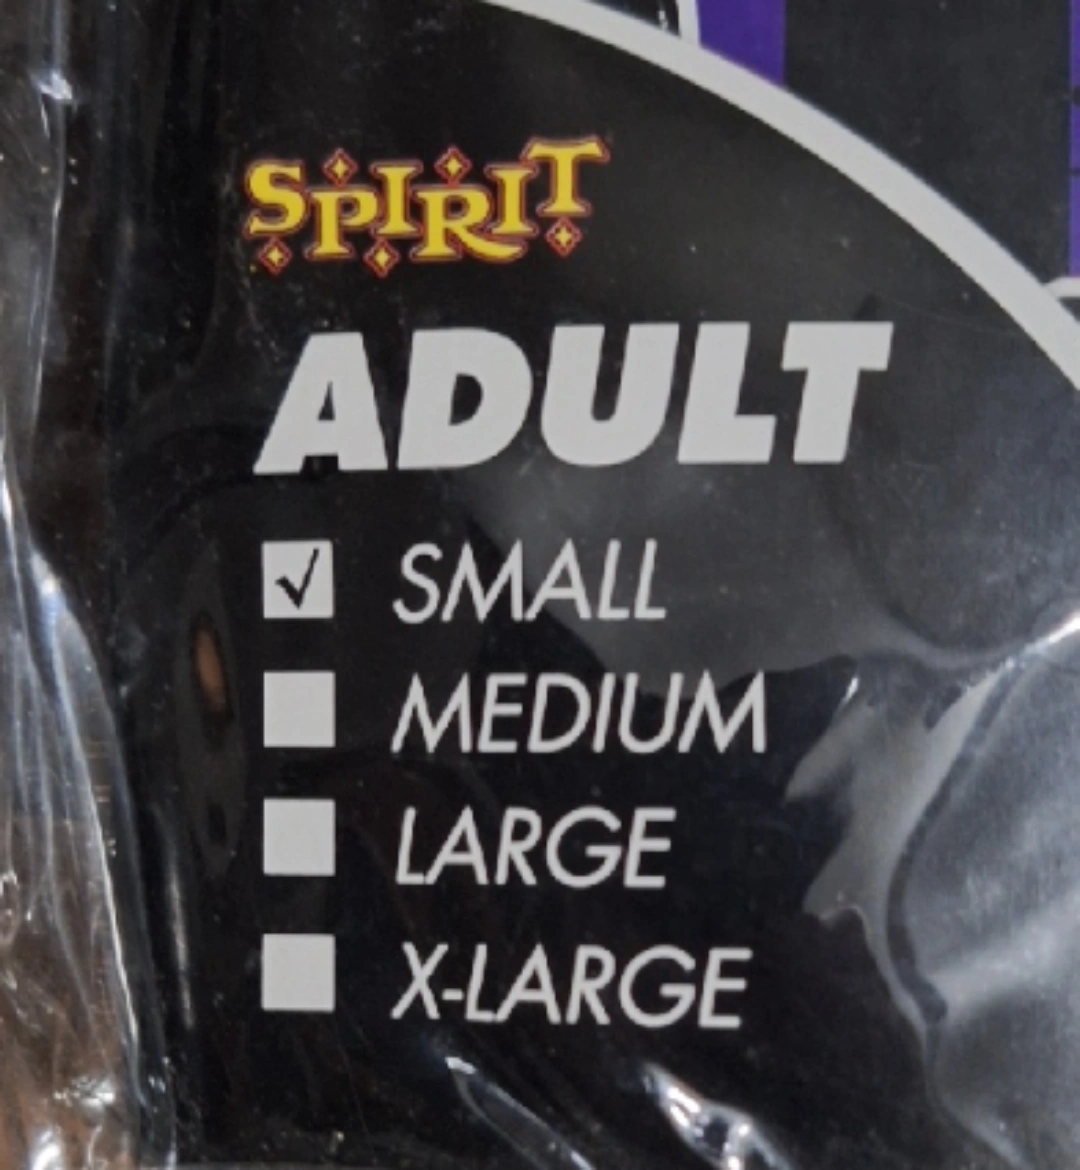 SPIRIT
ADULT
SMALL
MEDIUM
LARGE
X-LARGE